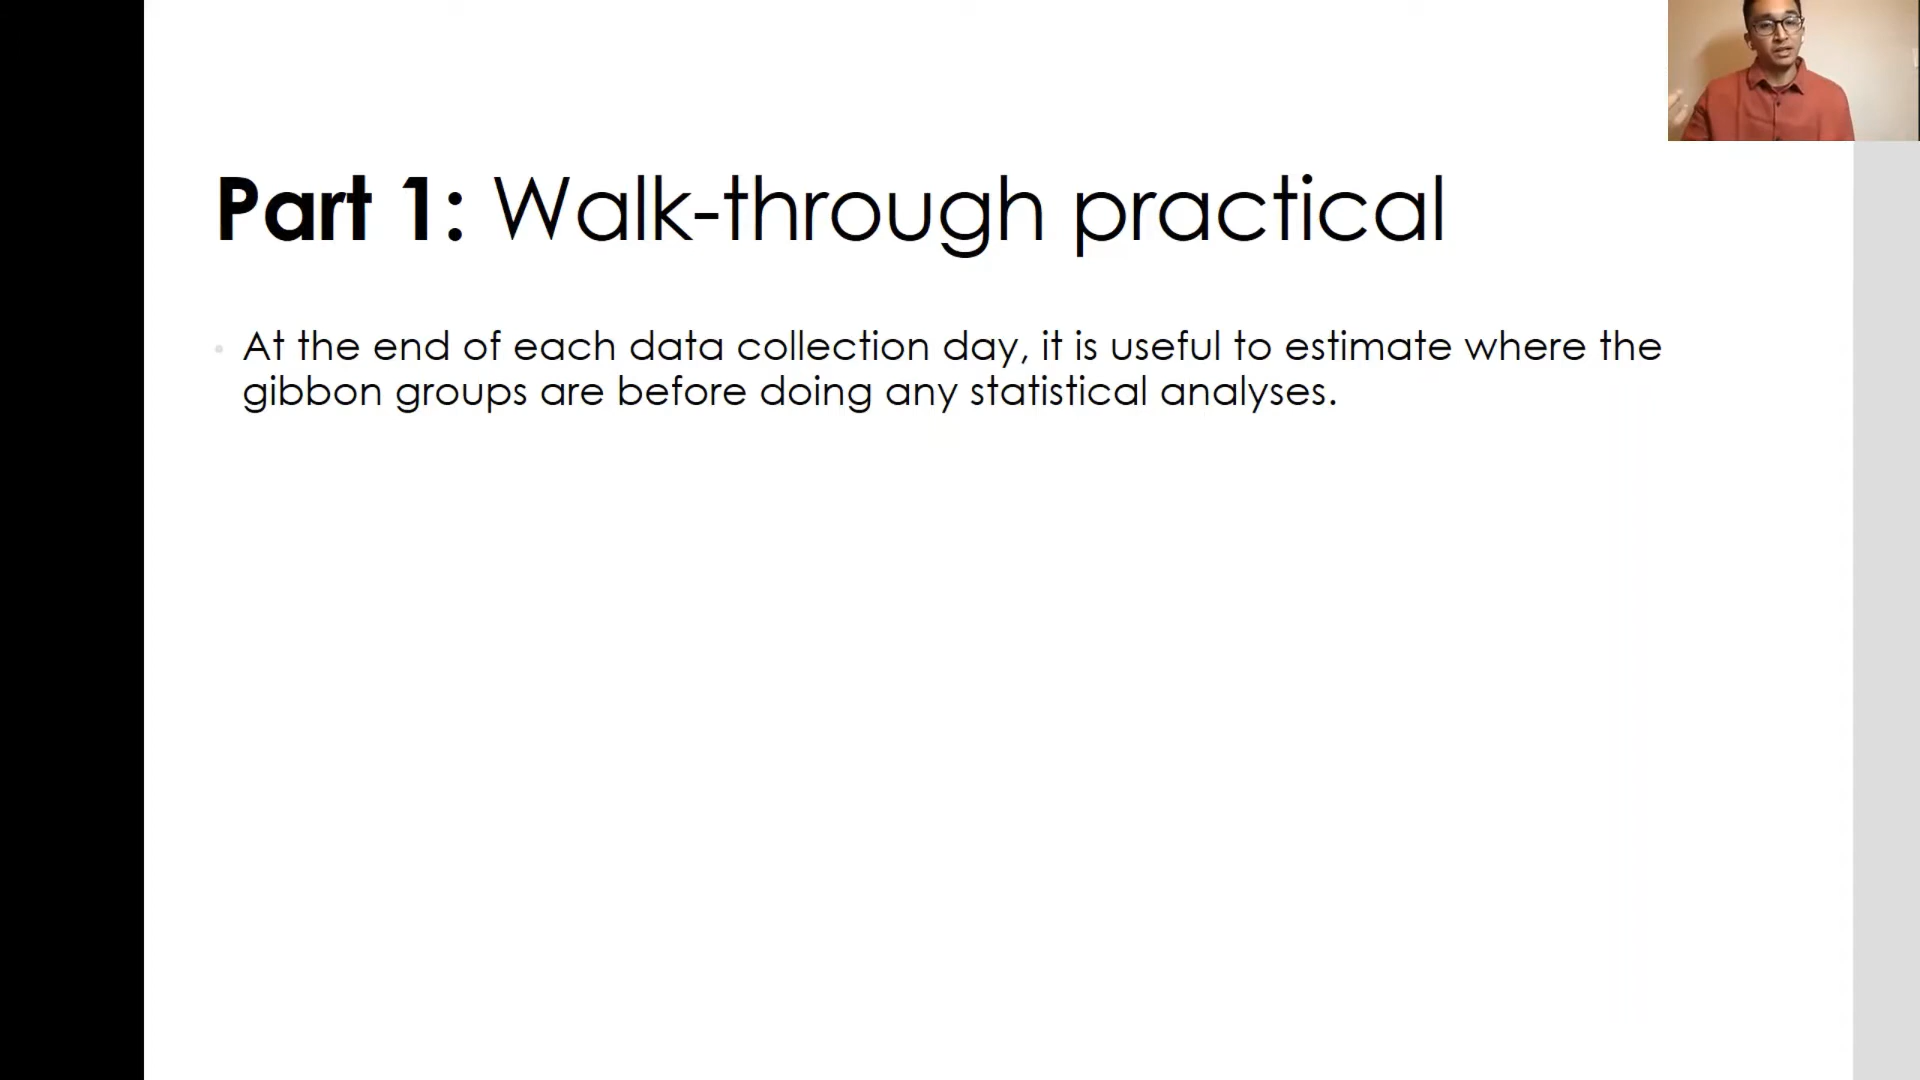 Part 1: Walk-through practical
At the end of each data collection day, it is useful to estimate where the
gibbon groups are before doing any statistical analyses.